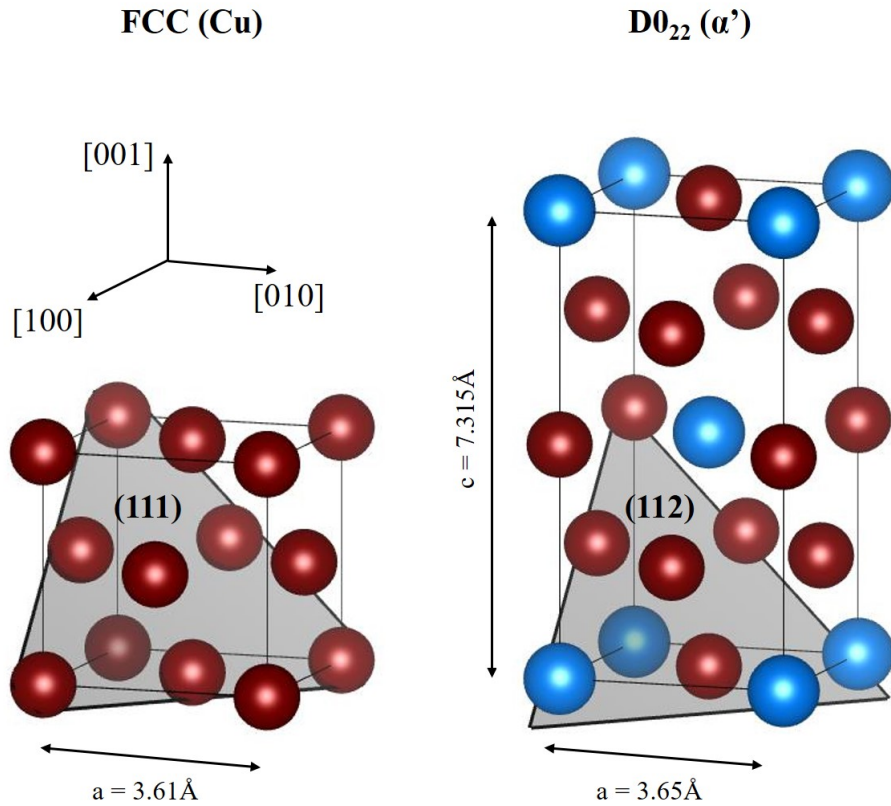 FCC (Cu)
D0₂₂ (α’)
[001]
[010]
[100]
c = 7.315Å
(111)
(112)
a = 3.61Å
a = 3.65Å